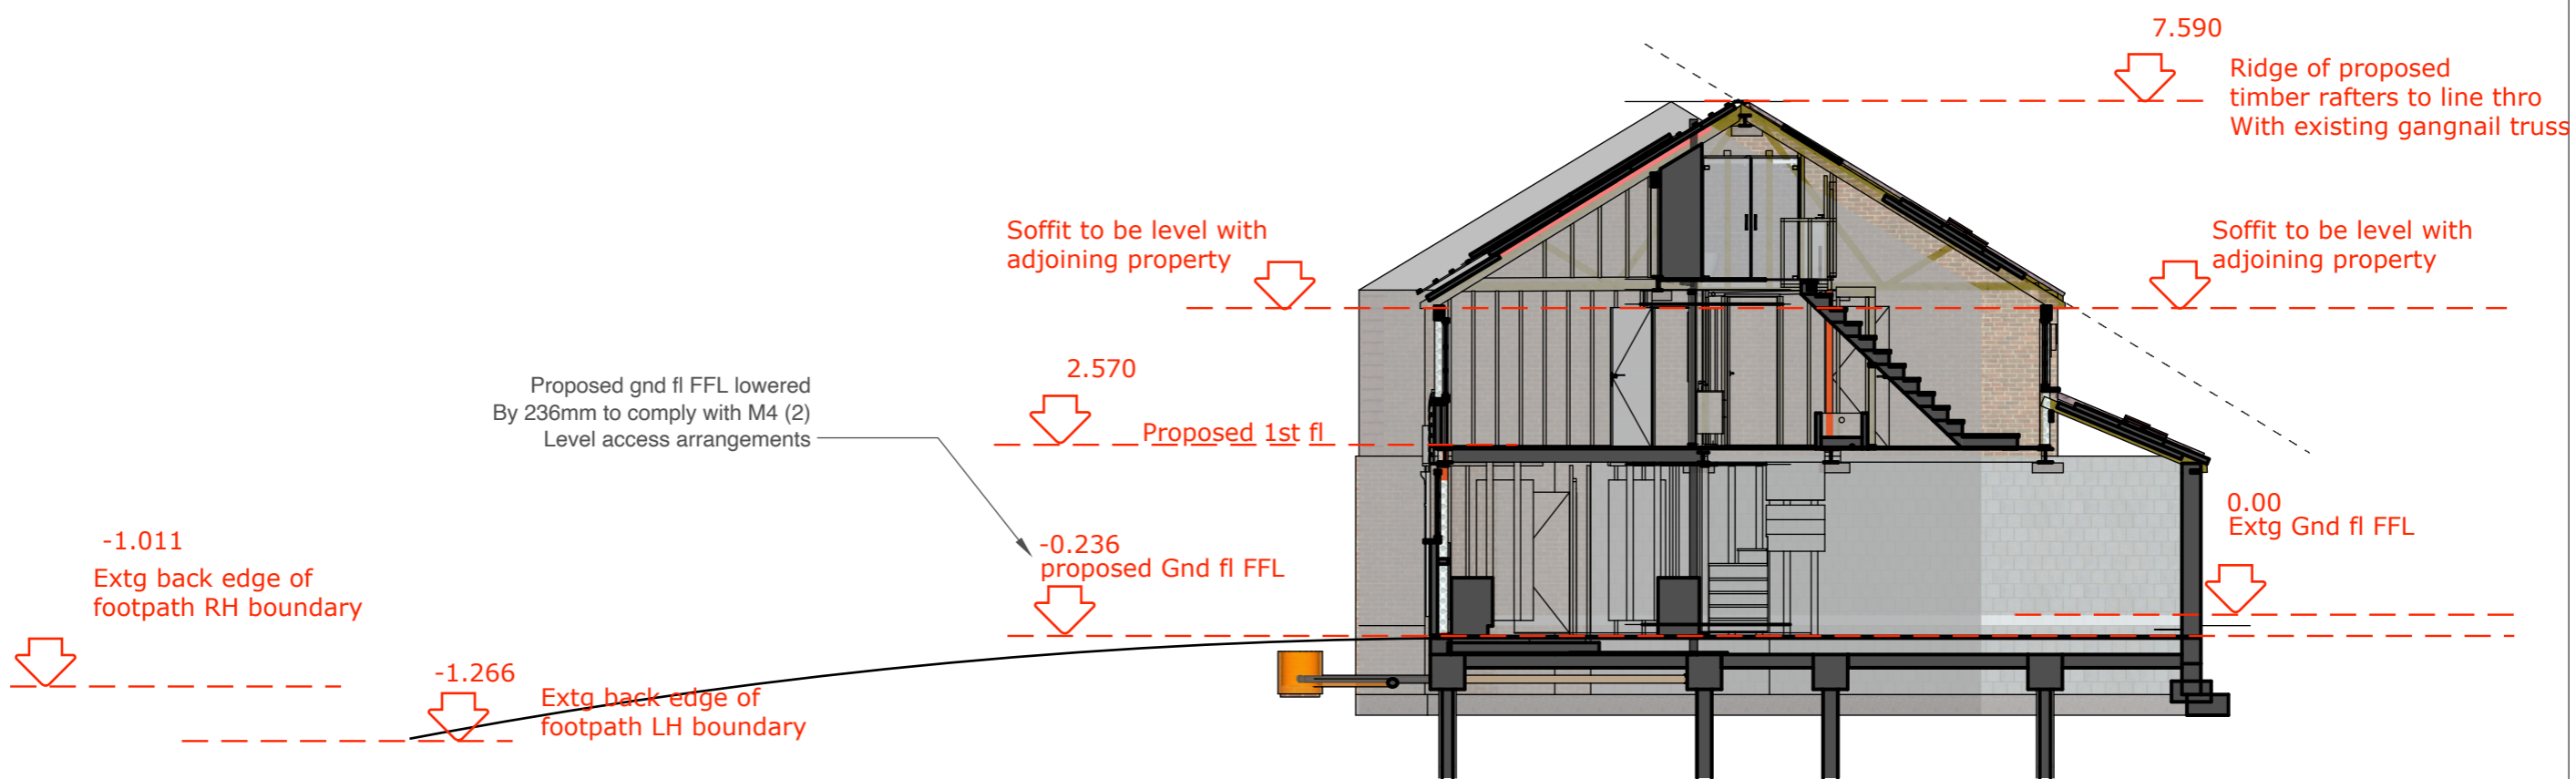 7.590
Ridge of proposed
timber rafters to line thro
With existing gangnail truss
Soffit to be level with
adjoining property
Soffit to be level with
adjoining property
2.570
Proposed 1st fl
Proposed gnd fl FFL lowered
By 236mm to comply with M4 (2)
Level access arrangements
0.00
Extg Gnd fl FFL
-0.236
proposed Gnd fl FFL
-1.011
Extg back edge of
footpath RH boundary
-1.266
Extg back edge of
footpath LH boundary